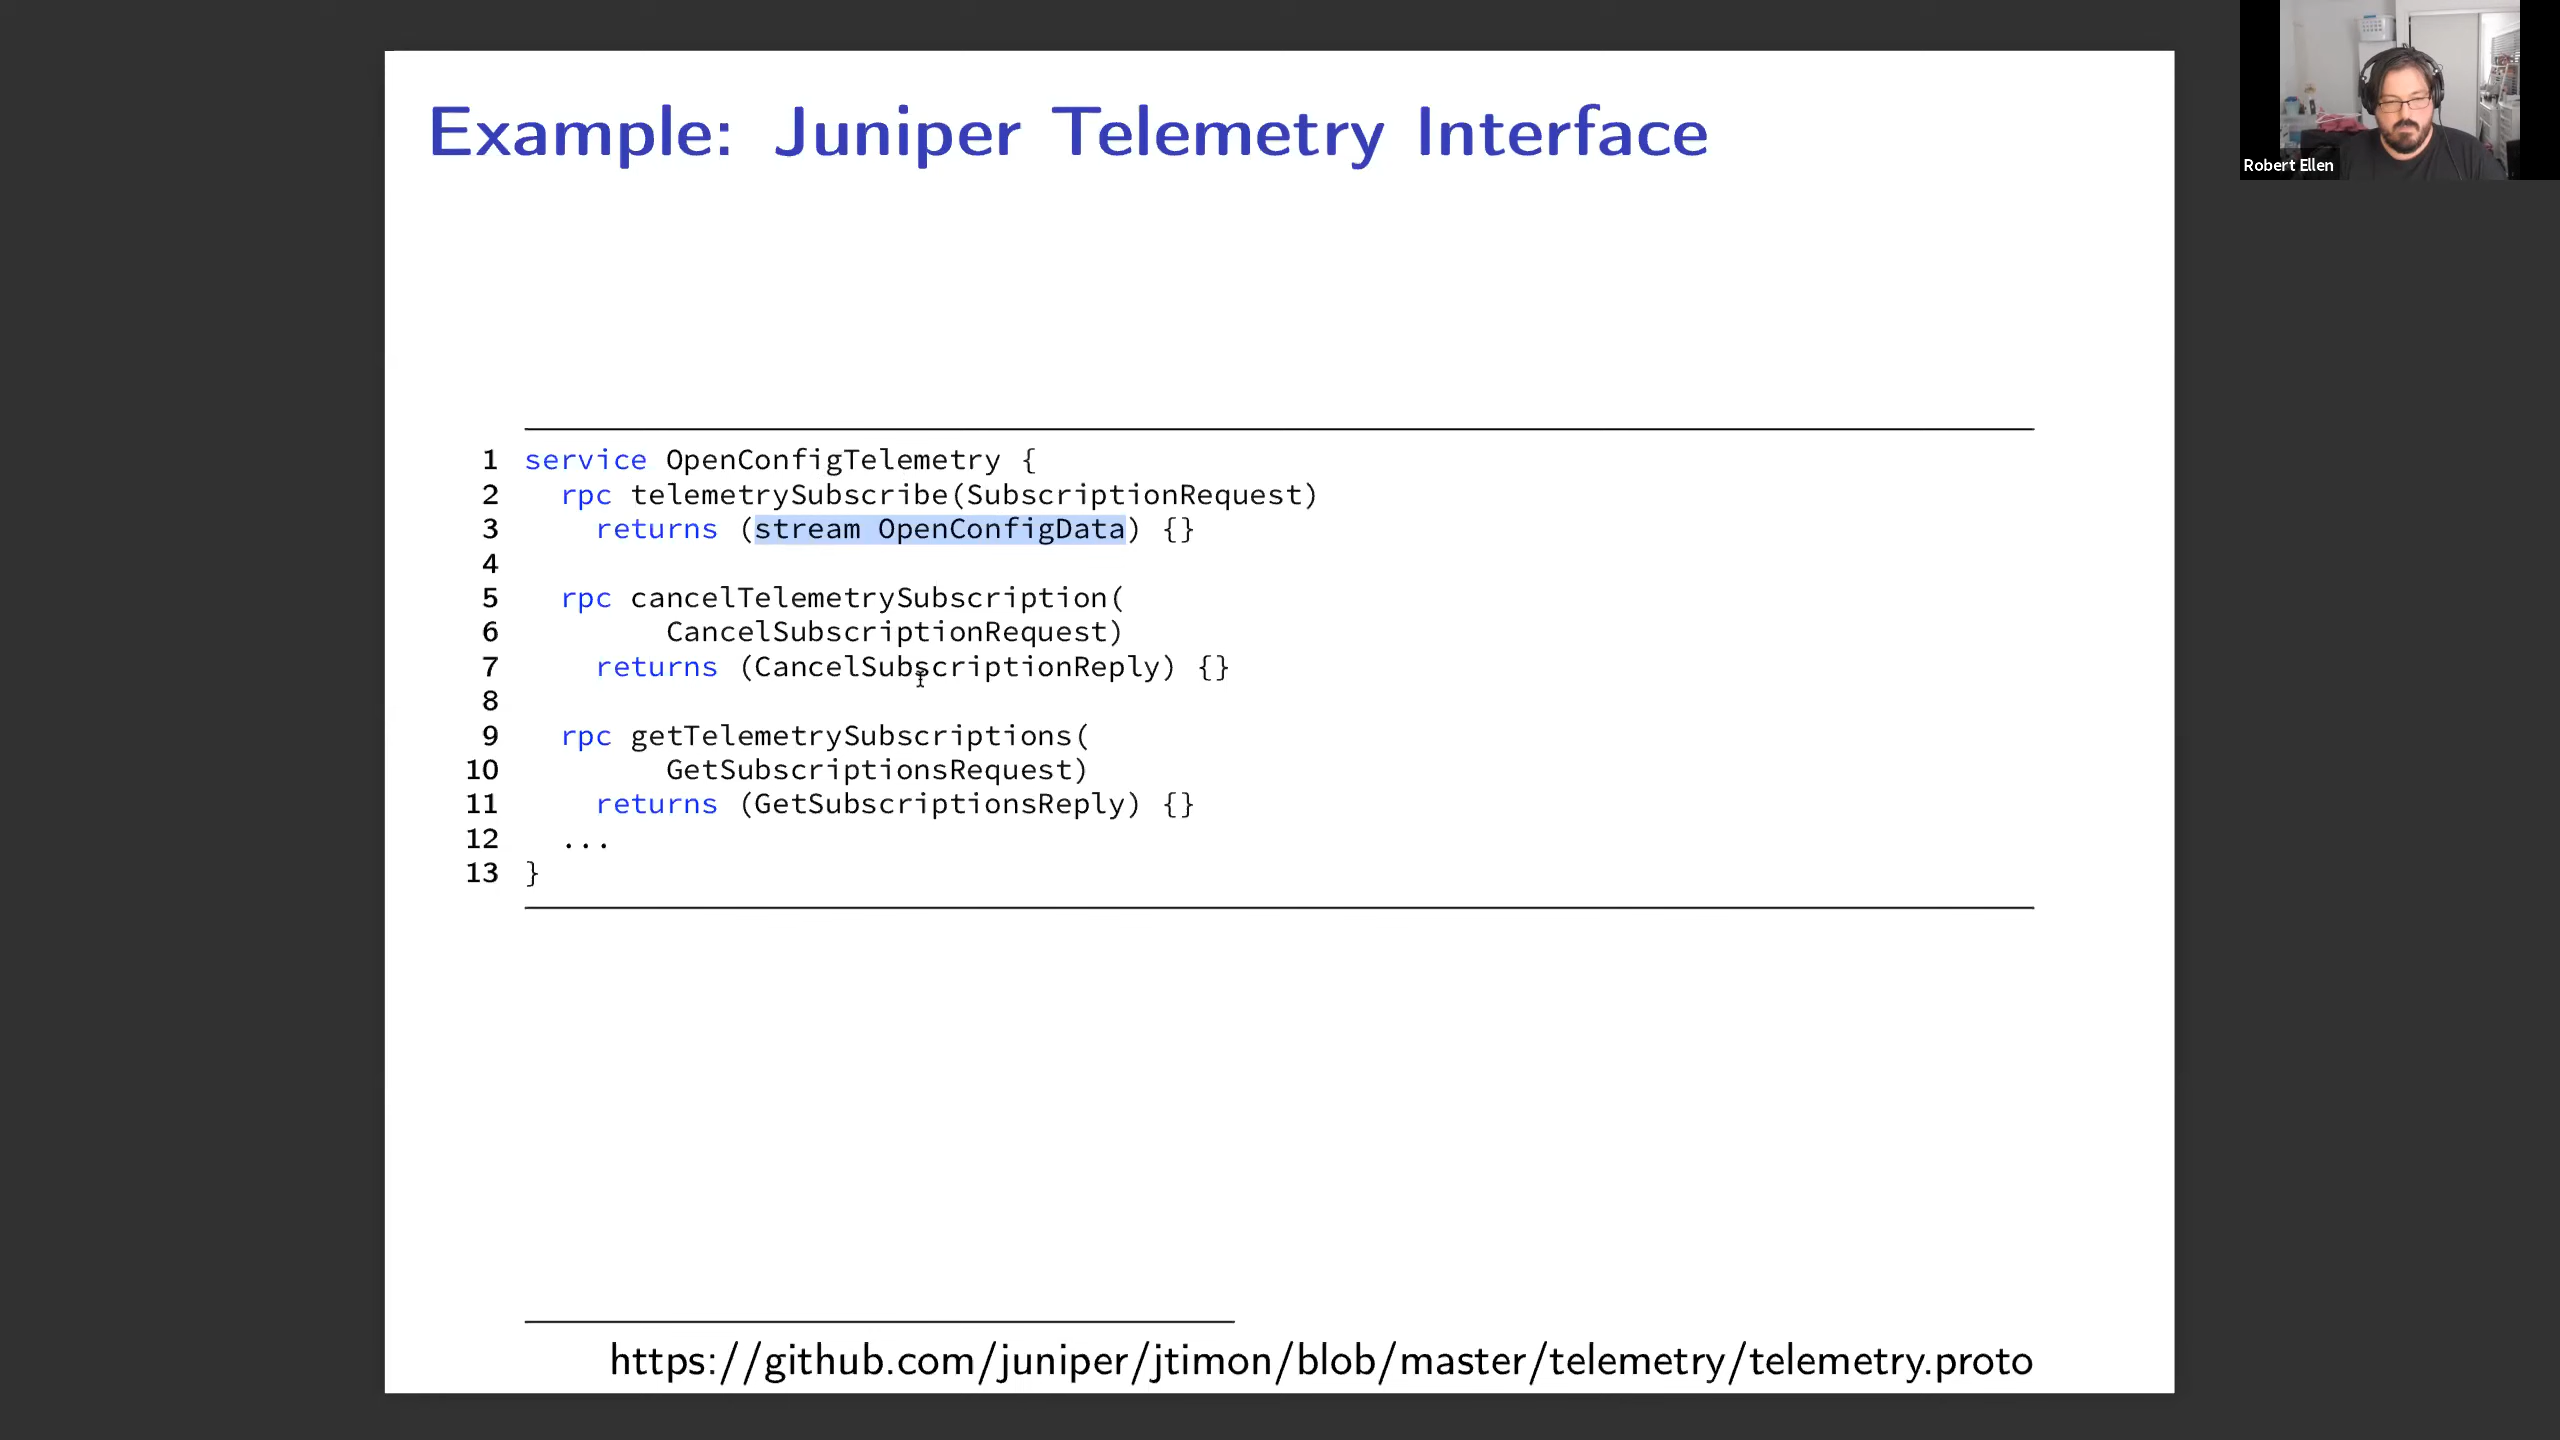 Example: Juniper Telemetry Interface
Robert Ellen
1 service OpenConfigTelemetry {
2 rpc telemetrySubscribe(SubscriptionRequest)
3 returns (stream OpenConfigData) {}
4
5 rpc cancelTelemetrySubscription(
6 CancelSubscriptionRequest)
7 returns (CancelSubscriptionReply) {}
8
9 rpc getTelemetrySubscriptions(
10 GetSubscriptionsRequest)
11 returns (GetSubscriptionsReply) {}
12 ...
13 }
https://github.com/juniper/jtimon/blob/master/telemetry/telemetry.proto